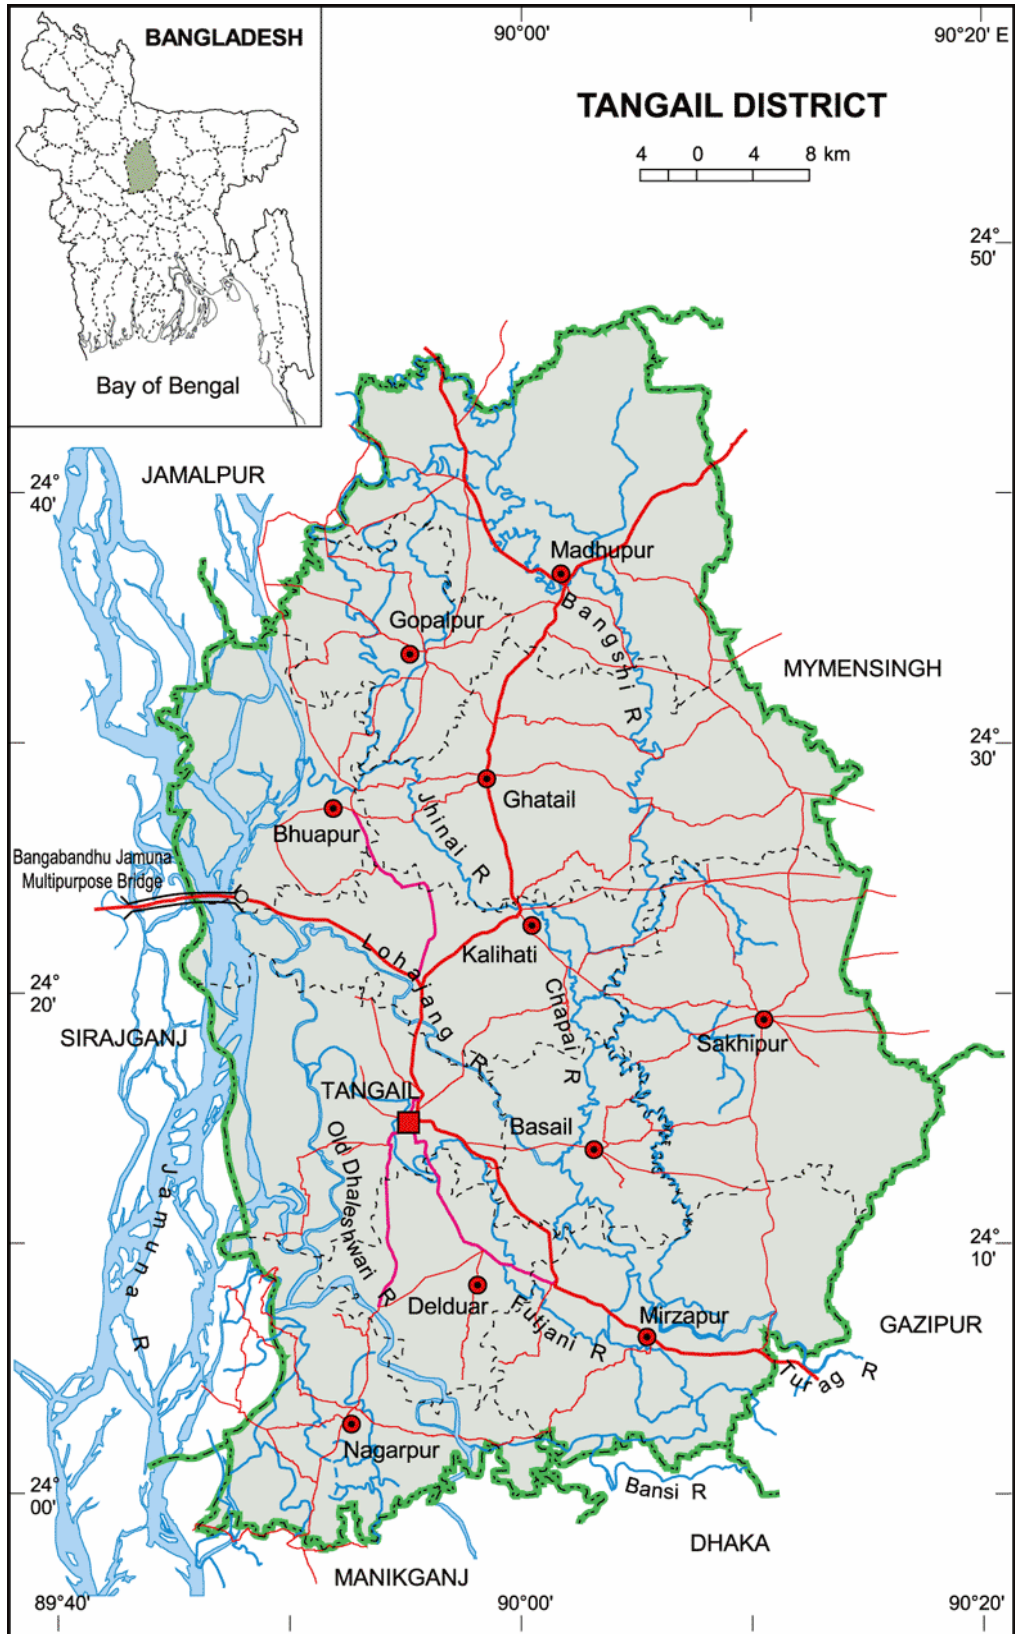 BANGLADESH
Bay of Bengal
90°00'
90°20' E
TANGAIL DISTRICT
4 0 4 8 km
24°
50'
JAMALPUR
24°
40'
Madhupur
Gopalpur
Bangshi R
MYMENSINGH
24°
30'
Ghatail
Jhinai R
Bhuapur
Bangabandhu Jamuna
Multipurpose Bridge
Kalihati
Lohajang R
24°
20'
Chapai R
SIRAJGANJ
Sakhipur
TANGAIL
Basail
Old Dhaleshwari R
Jamuna R
24°
10'
Delduar
Futjani R
Mirzapur
GAZIPUR
Turag R
Nagarpur
24°
00'
Bansi R
DHAKA
MANIKGANJ
89°40'
90°00'
90°20'